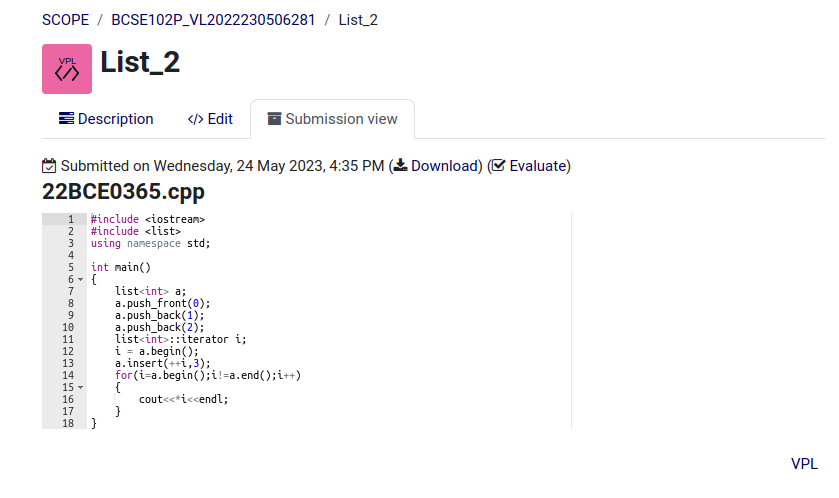 SCOPE / BCSE102P_VL2022230506281 / List_2
VPL
</>
List_2
Description </> Edit Submission view
Submitted on Wednesday, 24 May 2023, 4:35 PM (Download) (Evaluate)
22BCE0365.cpp
1 #include <iostream>
2 #include <list>
3 using namespace std;
4
5 int main()
6 {
7     list<int> a;
8     a.push_front(0);
9     a.push_back(1);
10     a.push_back(2);
11     list<int>::iterator i;
12     i = a.begin();
13     a.insert(++i,3);
14     for(i=a.begin();i!=a.end();i++)
15     {
16         cout<<*i<<endl;
17     }
18 }
VPL